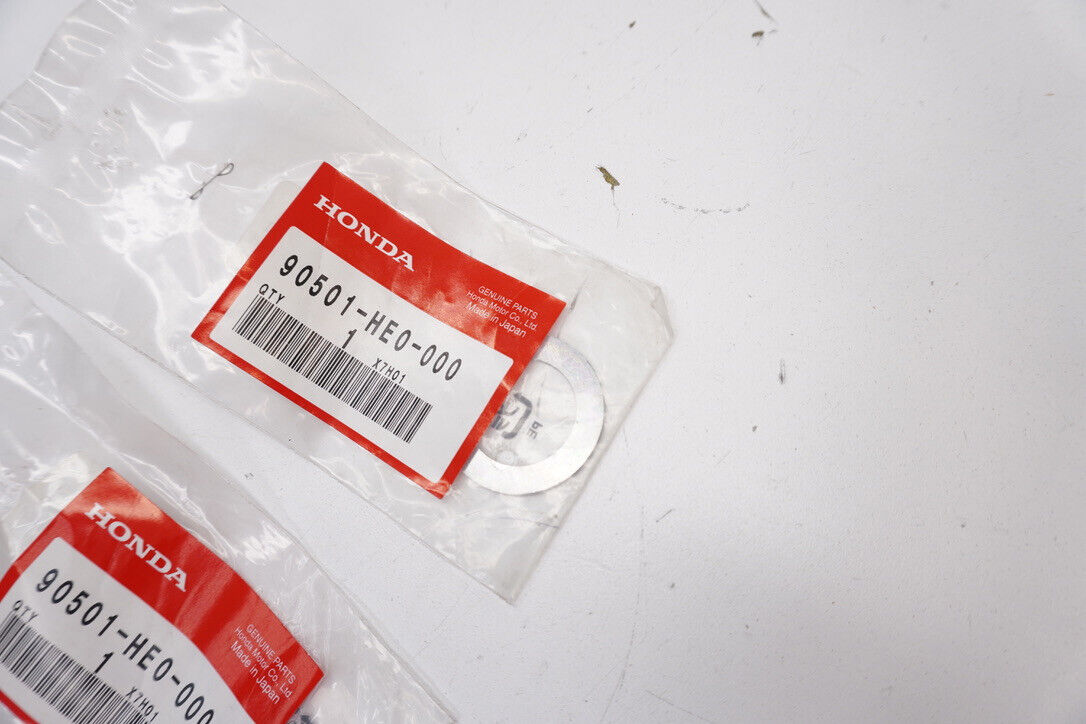 HONDA
90501-HE0-000
QTY
1
X7H01
GENUINE PARTS
Honda Motor Co., Ltd.
Made in Japan
PE
HONDA
90501-HE0-000
QTY
1
X7H01
GENUINE PARTS
Honda Motor Co., Ltd.
Made in Japan